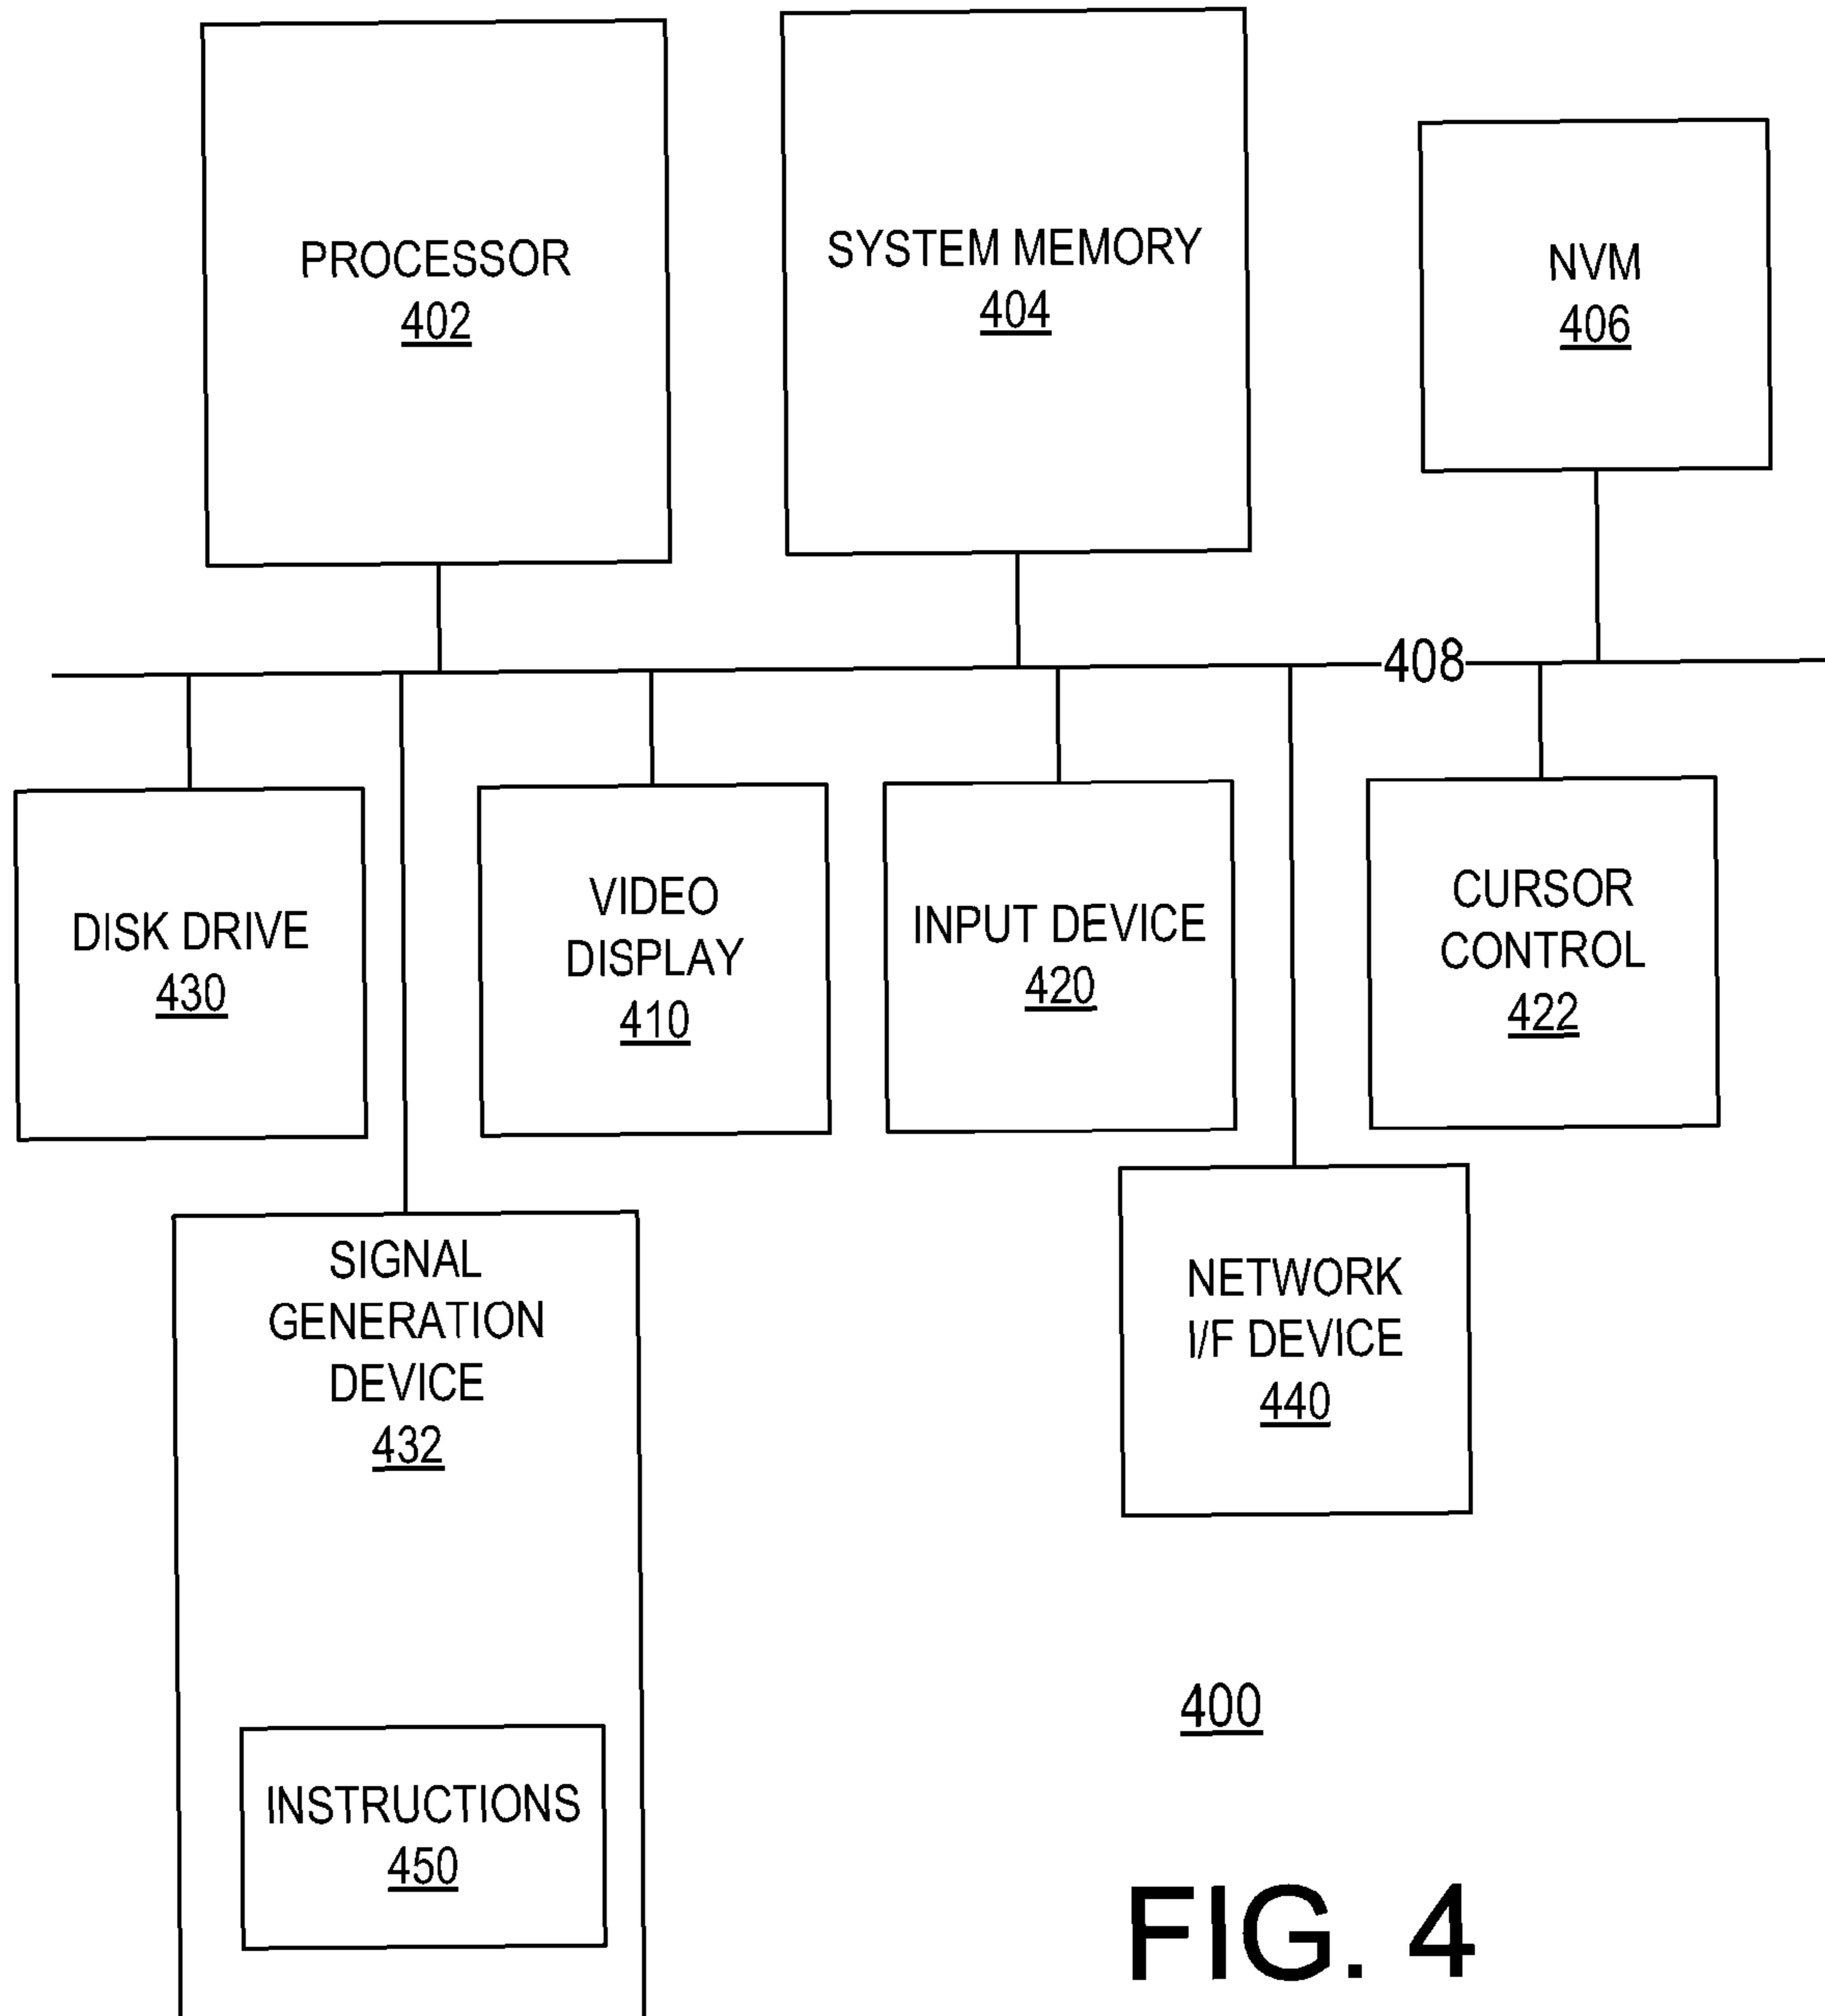 PROCESSOR
402
SYSTEM MEMORY
404
NVM
406
408
DISK DRIVE
430
VIDEO
DISPLAY
410
INPUT DEVICE
420
CURSOR
CONTROL
422
SIGNAL
GENERATION
DEVICE
432
NETWORK
I/F DEVICE
440
INSTRUCTIONS
450
400
FIG. 4